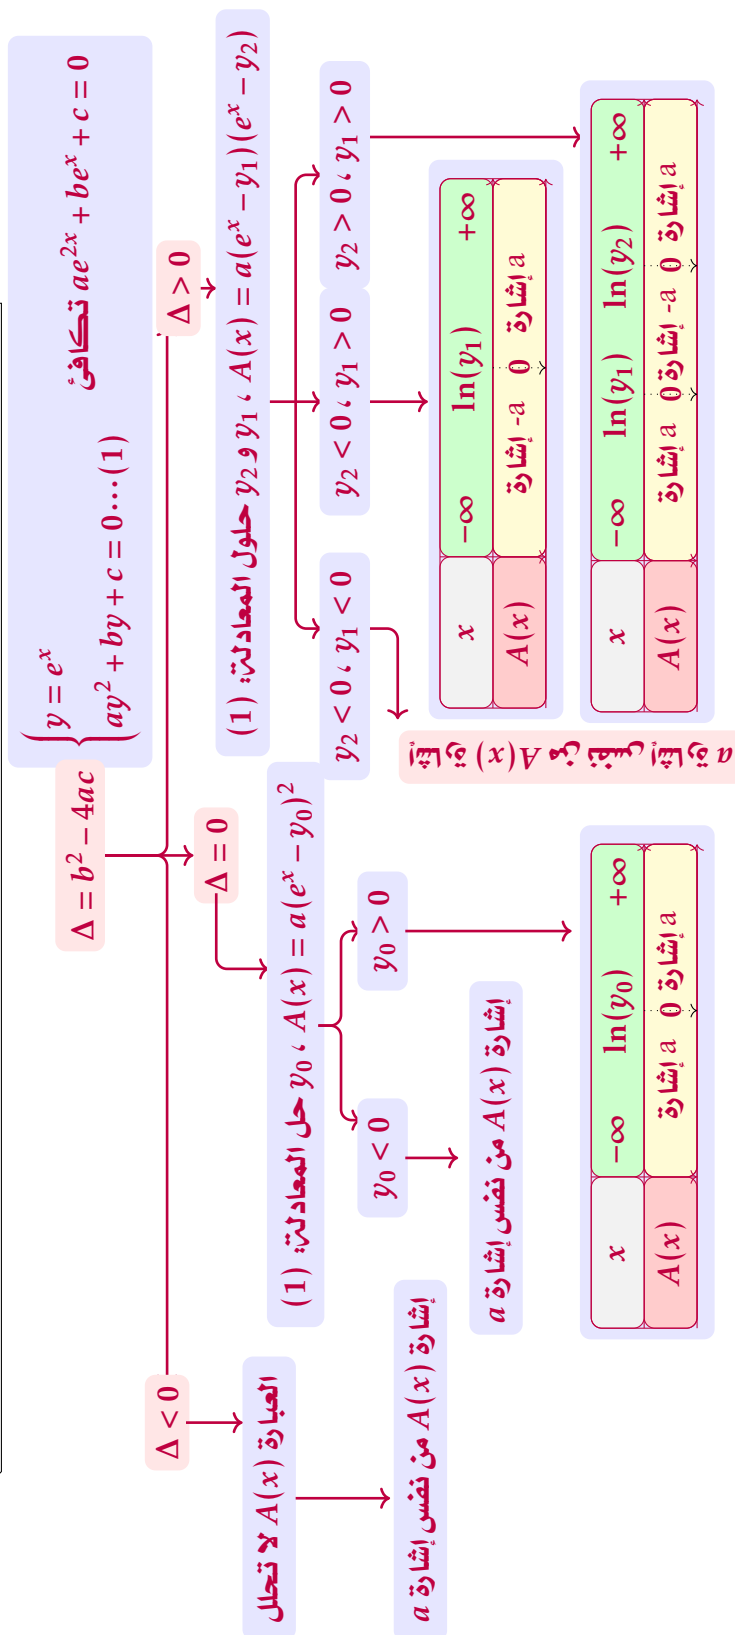 ae^{2x} + be^x + c = 0 تكافئ
y = e^x
ay^2 + by + c = 0 ⋯ (1)
Δ = b^2 − 4ac
Δ < 0
Δ = 0
Δ > 0
العبارة A(x) لا تحلل
إشارة A(x) من نفس إشارة a
y_0 ، A(x) = a(e^x − y_0)^2 حل المعادلة: (1)
y_0 < 0
y_0 > 0
إشارة A(x) من نفس إشارة a
x −∞ ln(y_0) +∞
A(x) إشارة a 0 إشارة a
y_1 و y_2 ، A(x) = a(e^x − y_1)(e^x − y_2) حلول المعادلة: (1)
y_2 < 0 ، y_1 < 0
y_2 < 0 ، y_1 > 0
y_2 > 0 ، y_1 > 0
إشارة A(x) من نفس إشارة a
x −∞ ln(y_1) +∞
A(x) إشارة -a 0 إشارة a
x −∞ ln(y_1) ln(y_2) +∞
A(x) إشارة a 0 إشارة -a 0 إشارة a